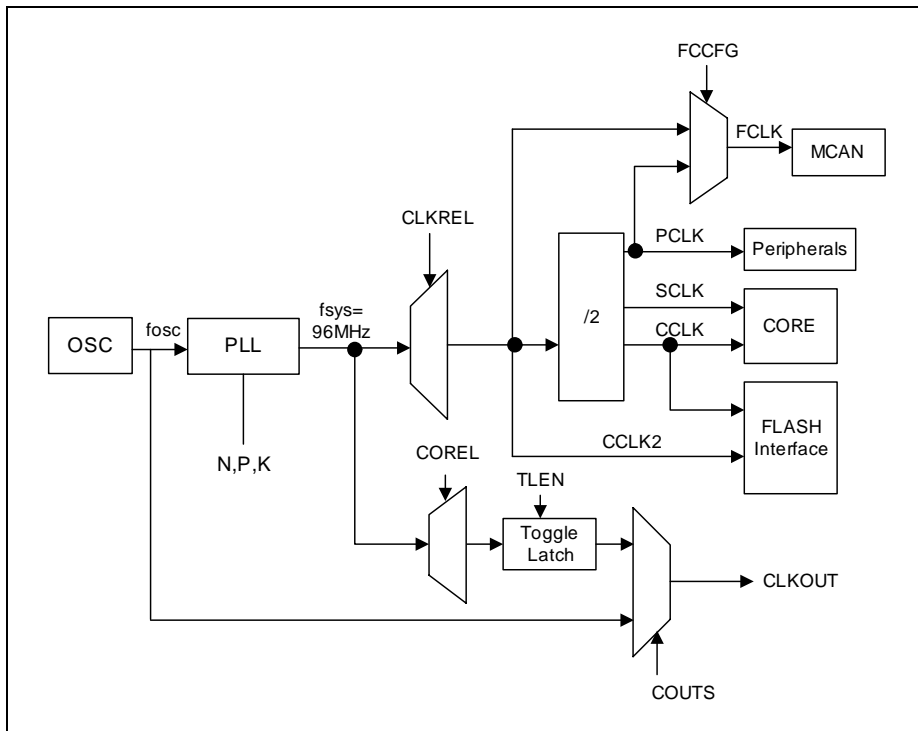 FCCFG
FCLK
MCAN
CLKREL
PCLK
Peripherals
fsys=
96MHz
SCLK
/2
CORE
OSC
fosc
PLL
CCLK
FLASH
Interface
CCLK2
N,P,K
COREL
TLEN
Toggle
Latch
CLKOUT
COUTS